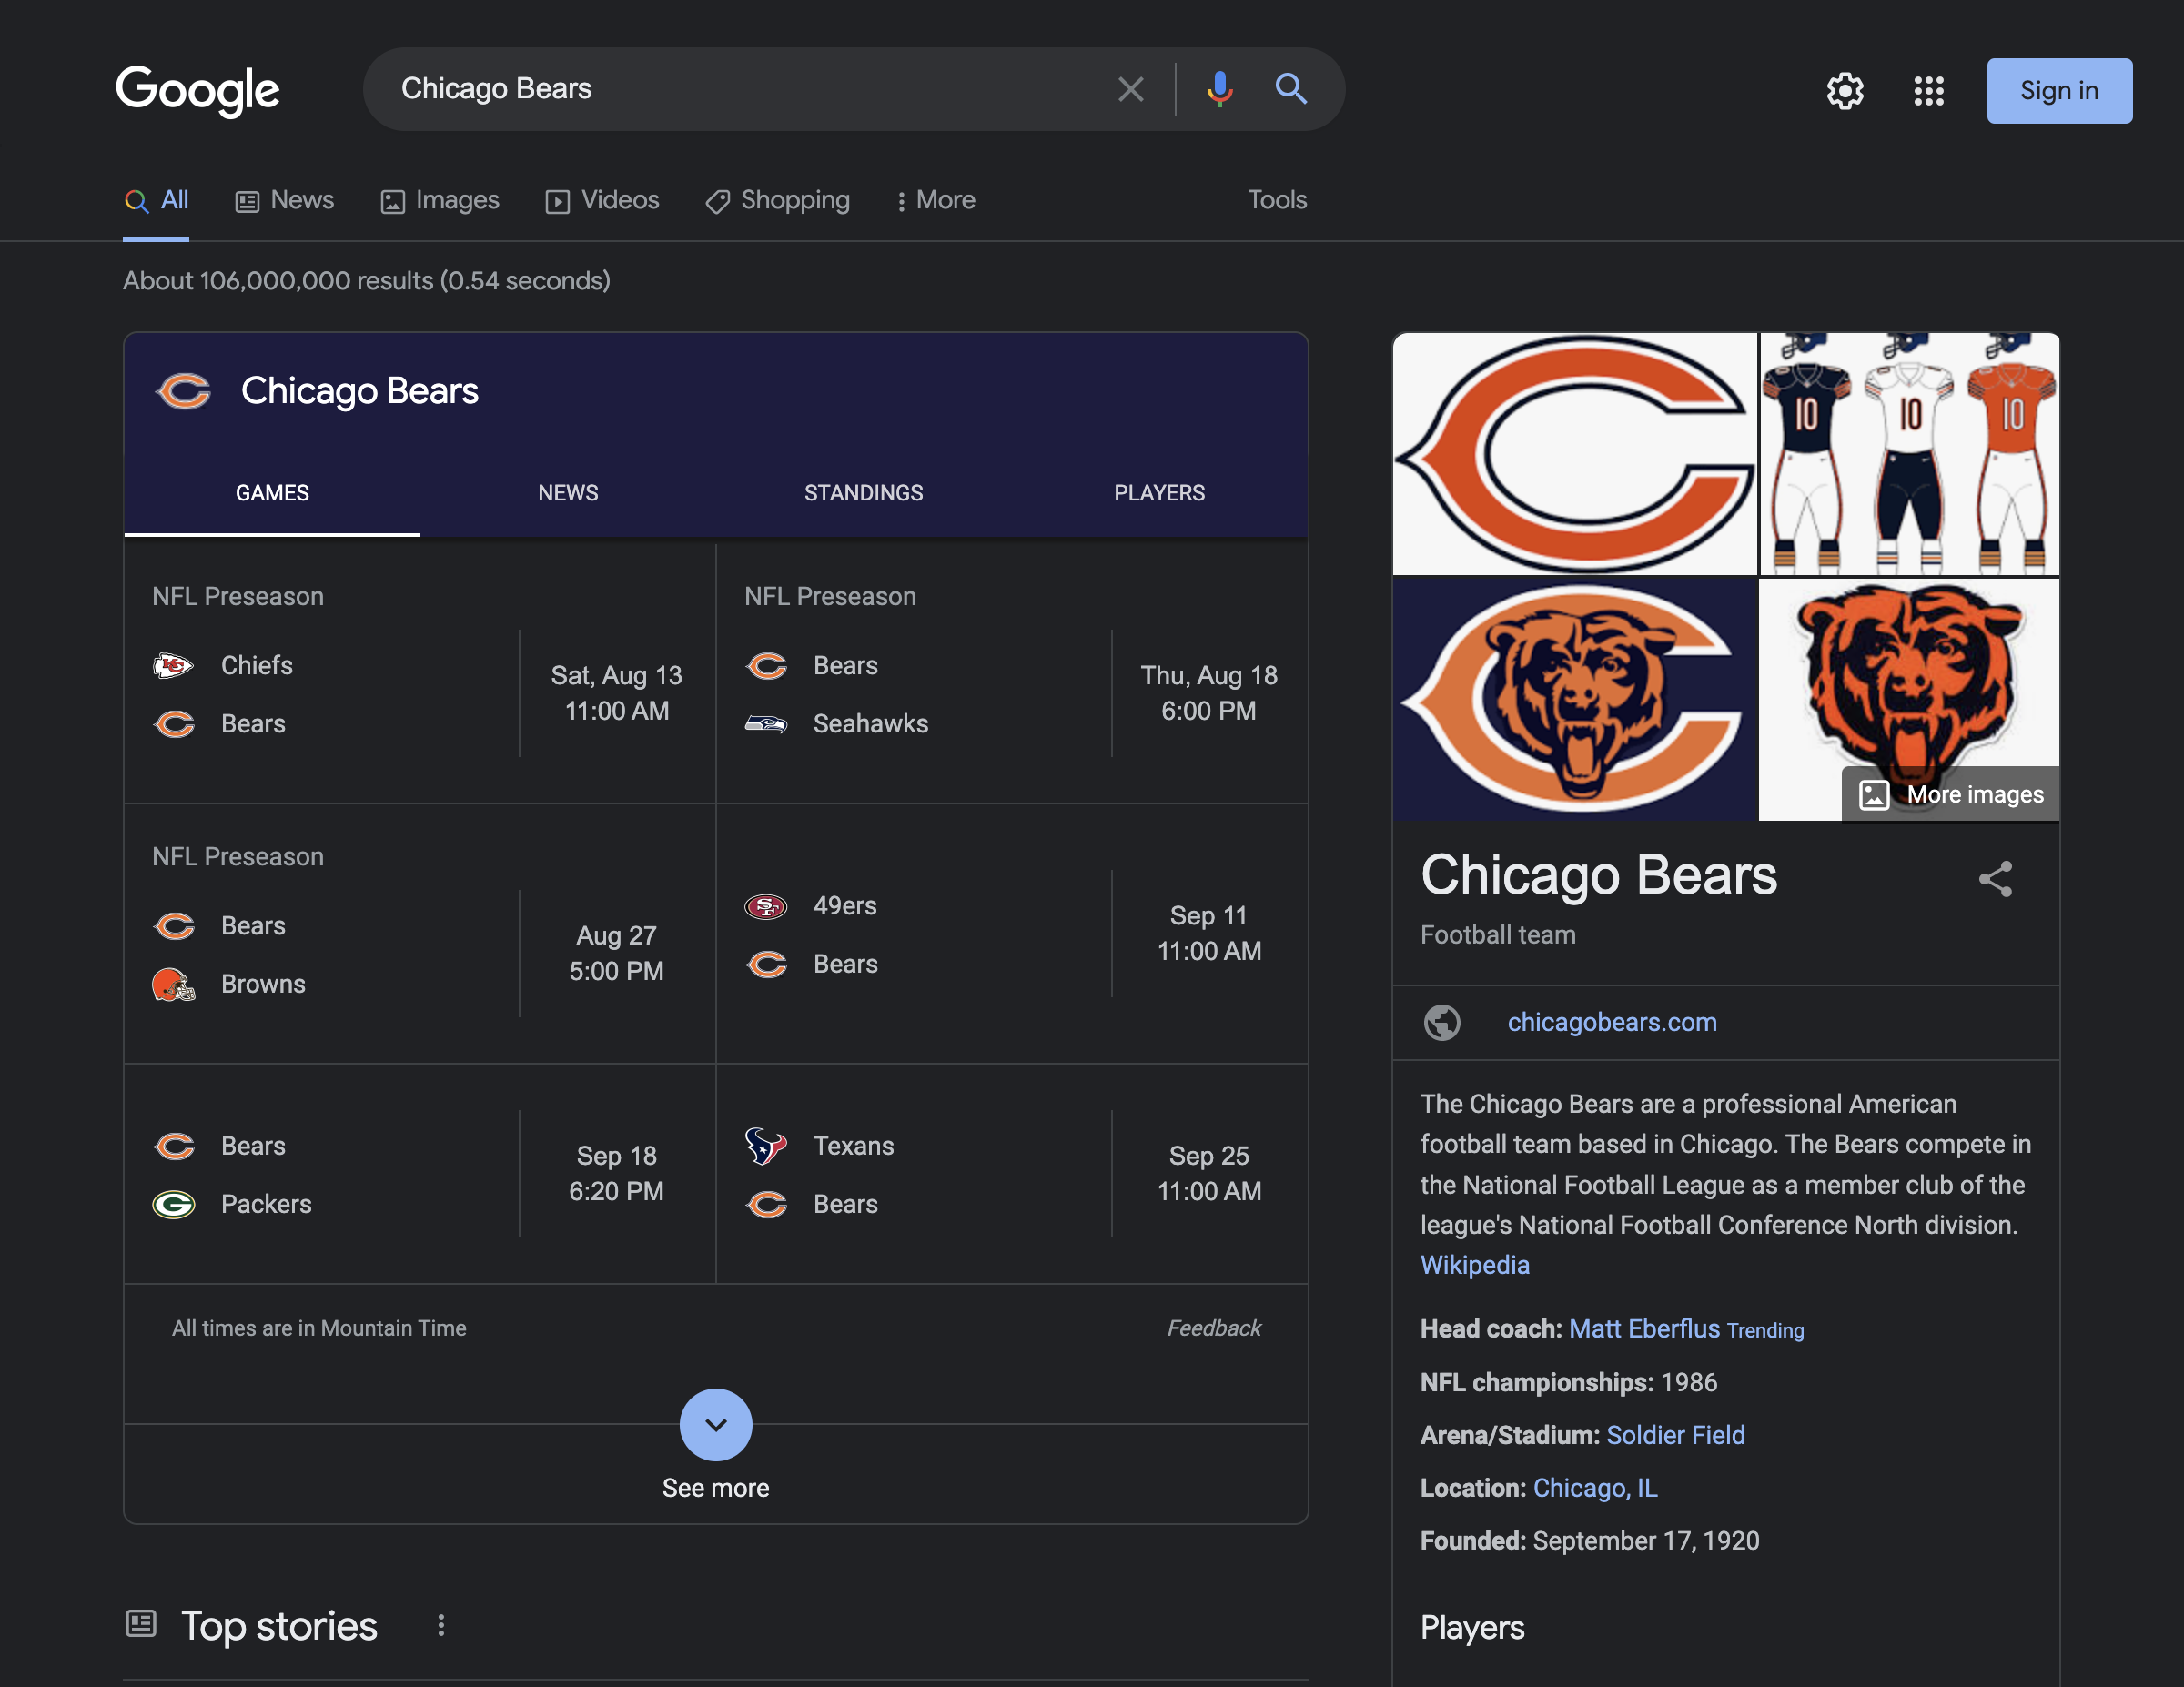 Google
Chicago Bears
Sign in
All
News
Images
Videos
Shopping
More
Tools
About 106,000,000 results (0.54 seconds)
Chicago Bears
GAMES
NEWS
STANDINGS
PLAYERS
NFL Preseason
Chiefs
Bears
Sat, Aug 13
11:00 AM
NFL Preseason
Bears
Seahawks
Thu, Aug 18
6:00 PM
NFL Preseason
Bears
Browns
Aug 27
5:00 PM
49ers
Bears
Sep 11
11:00 AM
Bears
Packers
Sep 18
6:20 PM
Texans
Bears
Sep 25
11:00 AM
All times are in Mountain Time
Feedback
See more
Top stories
10
10
10
More images
Chicago Bears
Football team
chicagobears.com
The Chicago Bears are a professional American
football team based in Chicago. The Bears compete in
the National Football League as a member club of the
league's National Football Conference North division.
Wikipedia
Head coach: Matt Eberflus Trending
NFL championships: 1986
Arena/Stadium: Soldier Field
Location: Chicago, IL
Founded: September 17, 1920
Players